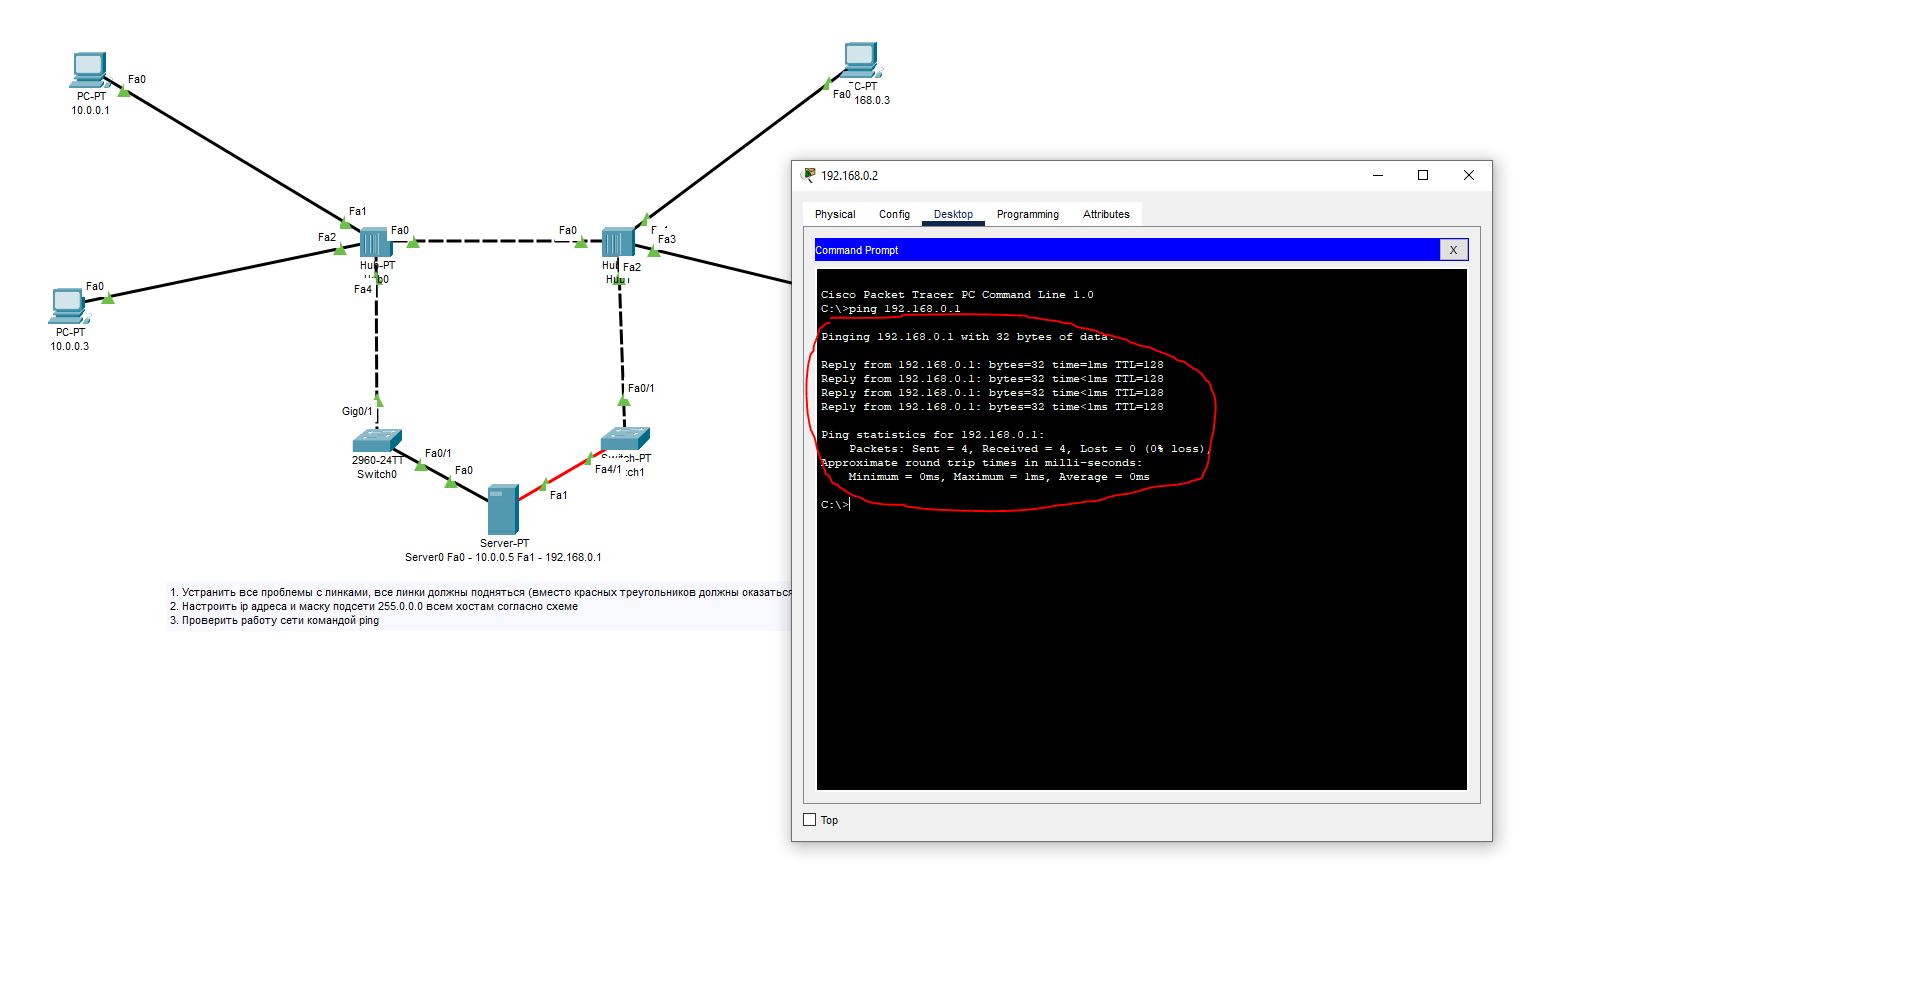 Fa0
PC-PT
10.0.0.1
C-PT
Fa0
168.0.3
Fa1
Fa2
Fa0
Fa0
Fa3
Hub-PT
Fa2
Fa4
Fa0
PC-PT
10.0.0.3
Gig0/1
Fa0/1
2960-24TT
Switch0
Fa0/1
Fa0
Switch-PT
Fa4/1
Fa1
Server-PT
Server0 Fa0 - 10.0.0.5 Fa1 - 192.168.0.1
1. Устранить все проблемы с линками, все линки должны подняться (вместо красных треугольников должны оказаться
2. Настроить ip адреса и маску подсети 255.0.0.0 всем хостам согласно схеме
3. Проверить работу сети командой ping
192.168.0.2
Physical Config Desktop Programming Attributes
Command Prompt X
Cisco Packet Tracer PC Command Line 1.0
C:\>ping 192.168.0.1
Pinging 192.168.0.1 with 32 bytes of data:
Reply from 192.168.0.1: bytes=32 time=1ms TTL=128
Reply from 192.168.0.1: bytes=32 time<1ms TTL=128
Reply from 192.168.0.1: bytes=32 time<1ms TTL=128
Reply from 192.168.0.1: bytes=32 time<1ms TTL=128
Ping statistics for 192.168.0.1:
Packets: Sent = 4, Received = 4, Lost = 0 (0% loss),
Approximate round trip times in milli-seconds:
Minimum = 0ms, Maximum = 1ms, Average = 0ms
C:\>
Top